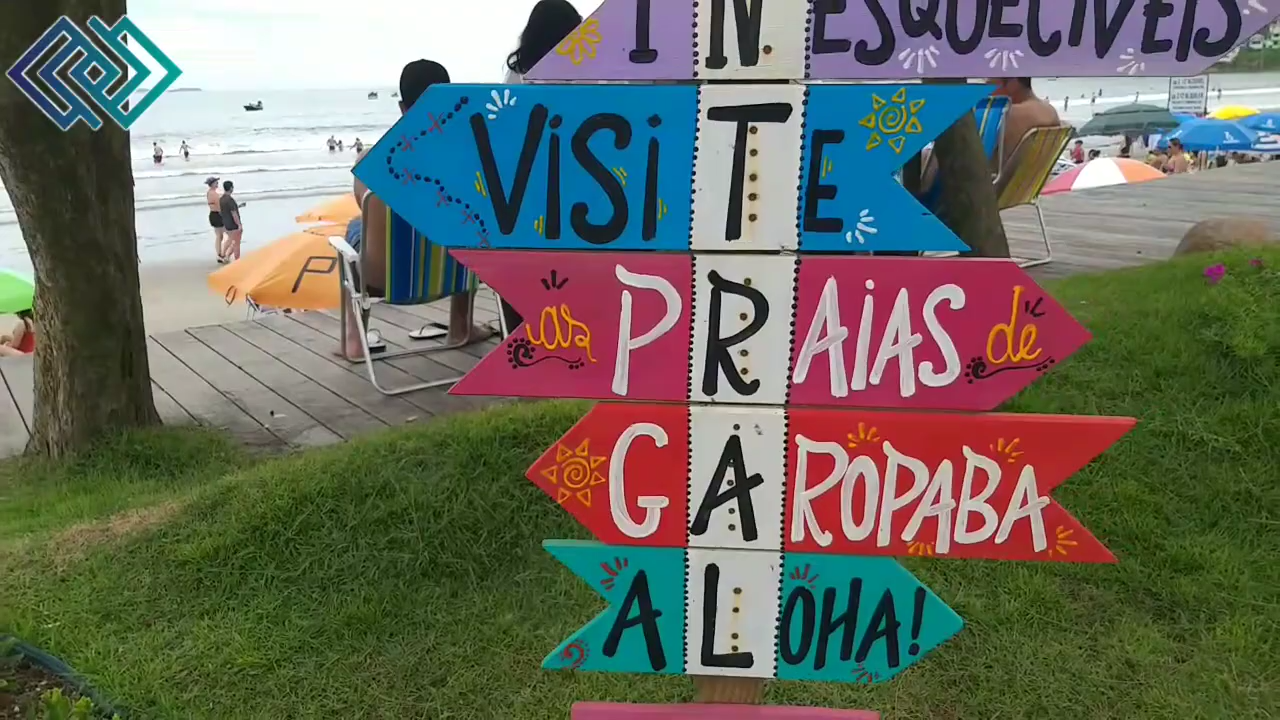 INESQUECÍVEIS
ViSiTE
as PRAiAS de
GAROPABA
ALOHA!
P